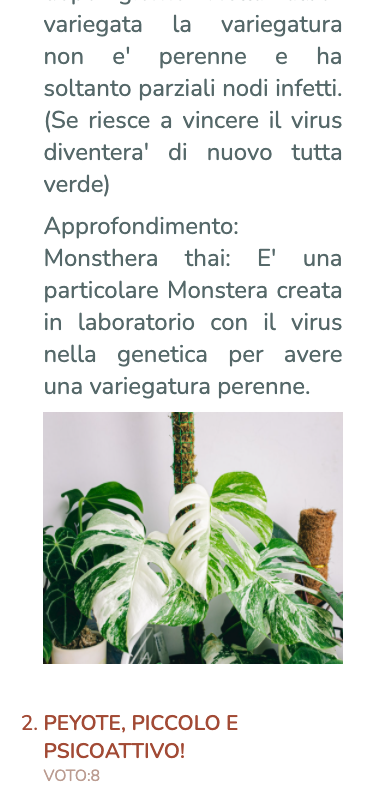 variegata la variegatura
non e' perenne e ha
soltanto parziali nodi infetti.
(Se riesce a vincere il virus
diventera' di nuovo tutta
verde)
Approfondimento:
Monsthera thai: E' una
particolare Monstera creata
in laboratorio con il virus
nella genetica per avere
una variegatura perenne.
2. PEYOTE, PICCOLO E
PSICOATTIVO!
VOTO:8